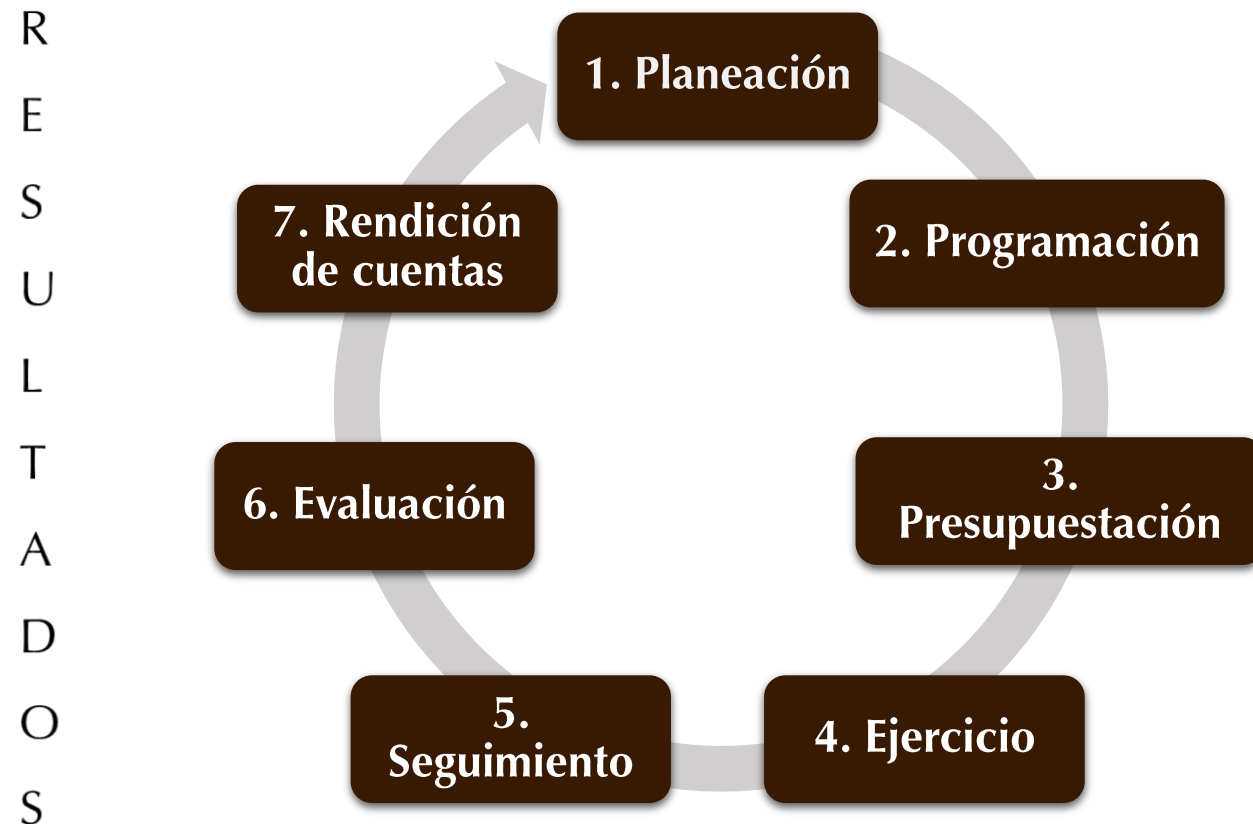 R
E
S
U
L
T
A
D
O
S
1. Planeación
2. Programación
3.
Presupuestación
4. Ejercicio
5.
Seguimiento
6. Evaluación
7. Rendición
de cuentas